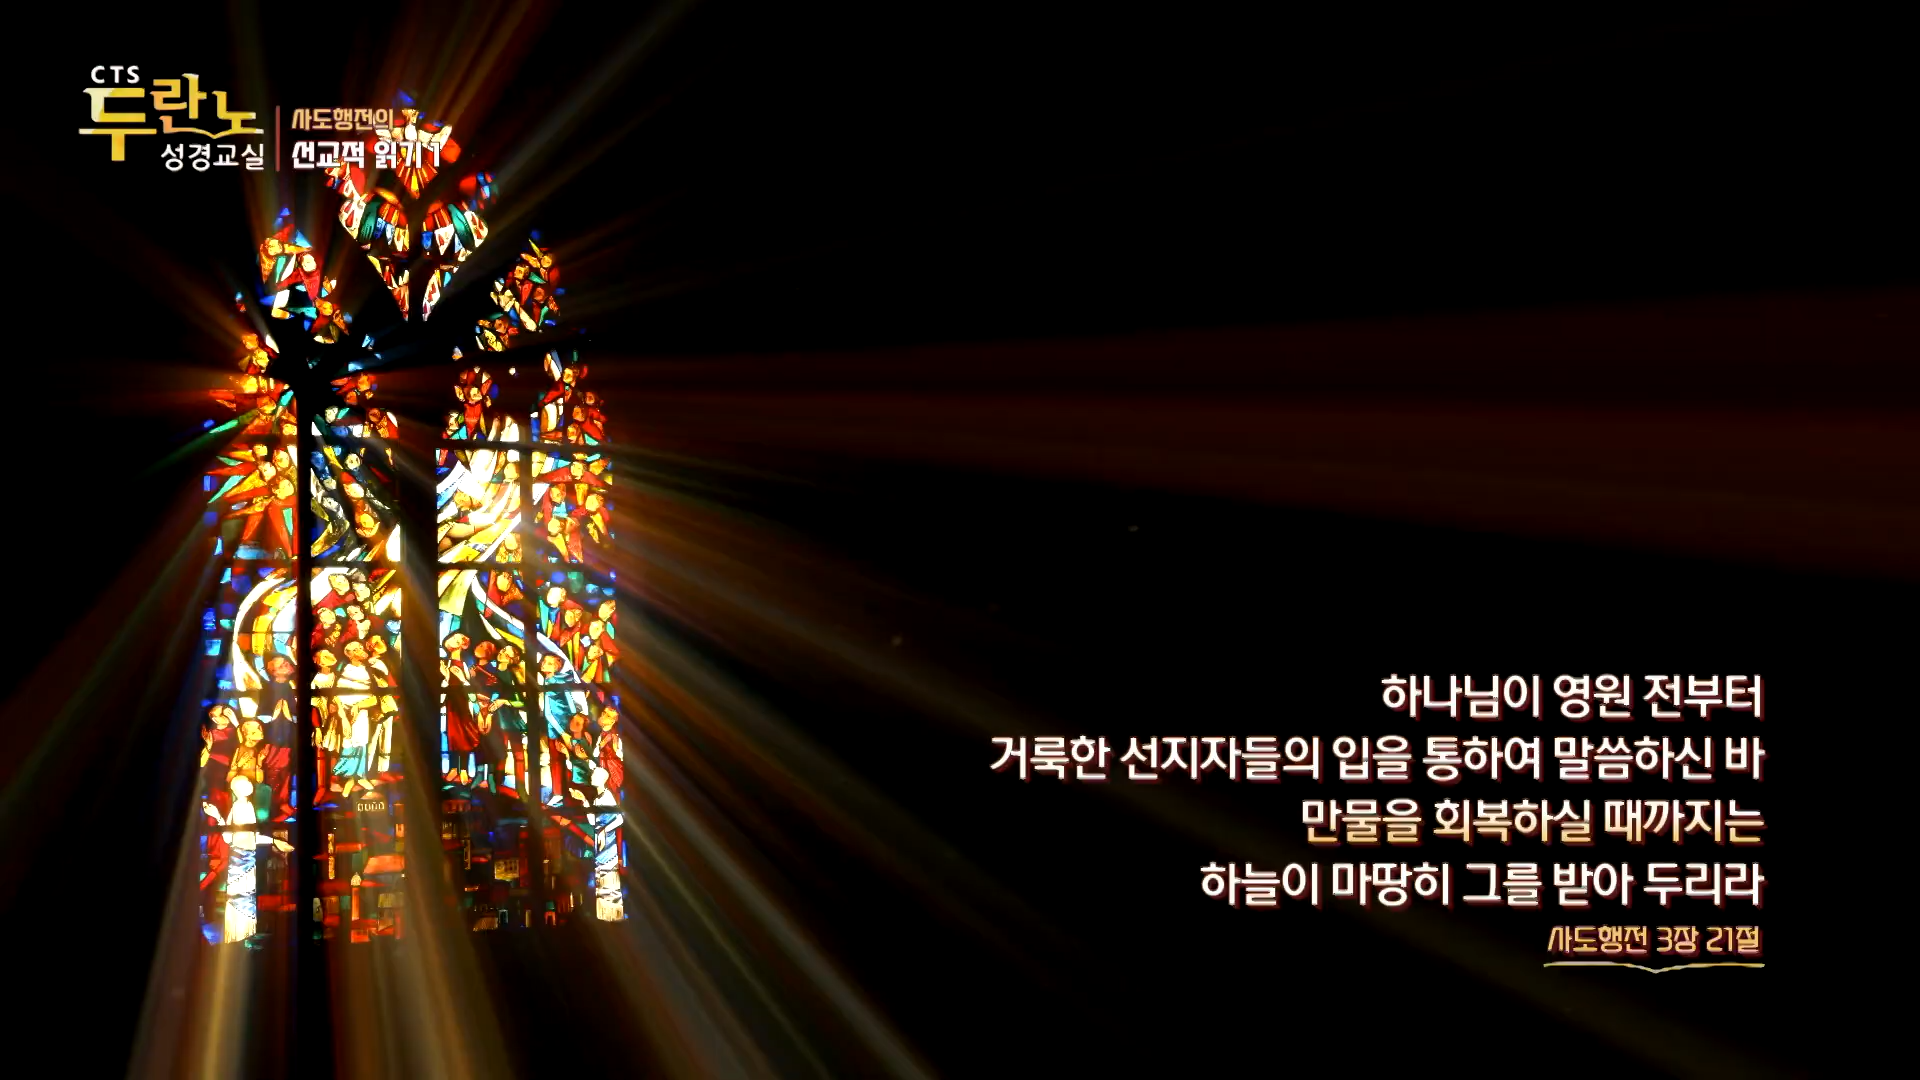 CTS
두란노
성경교실
사도행전의
선교적 읽기 1
하나님이 영원 전부터
거룩한 선지자들의 입을 통하여 말씀하신 바
만물을 회복하실 때까지는
하늘이 마땅히 그를 받아 두리라
사도행전 3장 21절